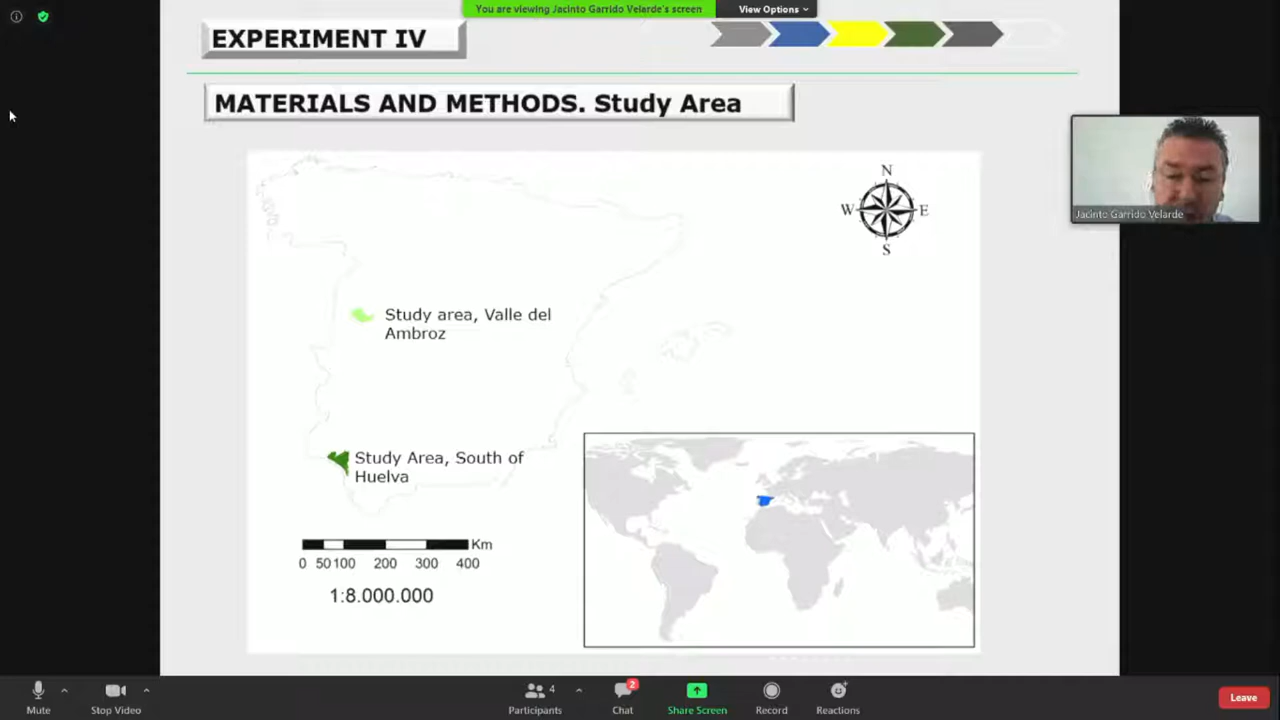 You are viewing Jacinto Garrido Velarde's screen
View Options
EXPERIMENT IV
MATERIALS AND METHODS. Study Area
N
W
E
S
Jacinto Garrido Velarde
Study area, Valle del
Ambroz
Study Area, South of
Huelva
Km
0 50 100 200 300 400
1:8.000.000
Mute
Stop Video
4
Participants
2
Chat
Share Screen
Record
Reactions
Leave